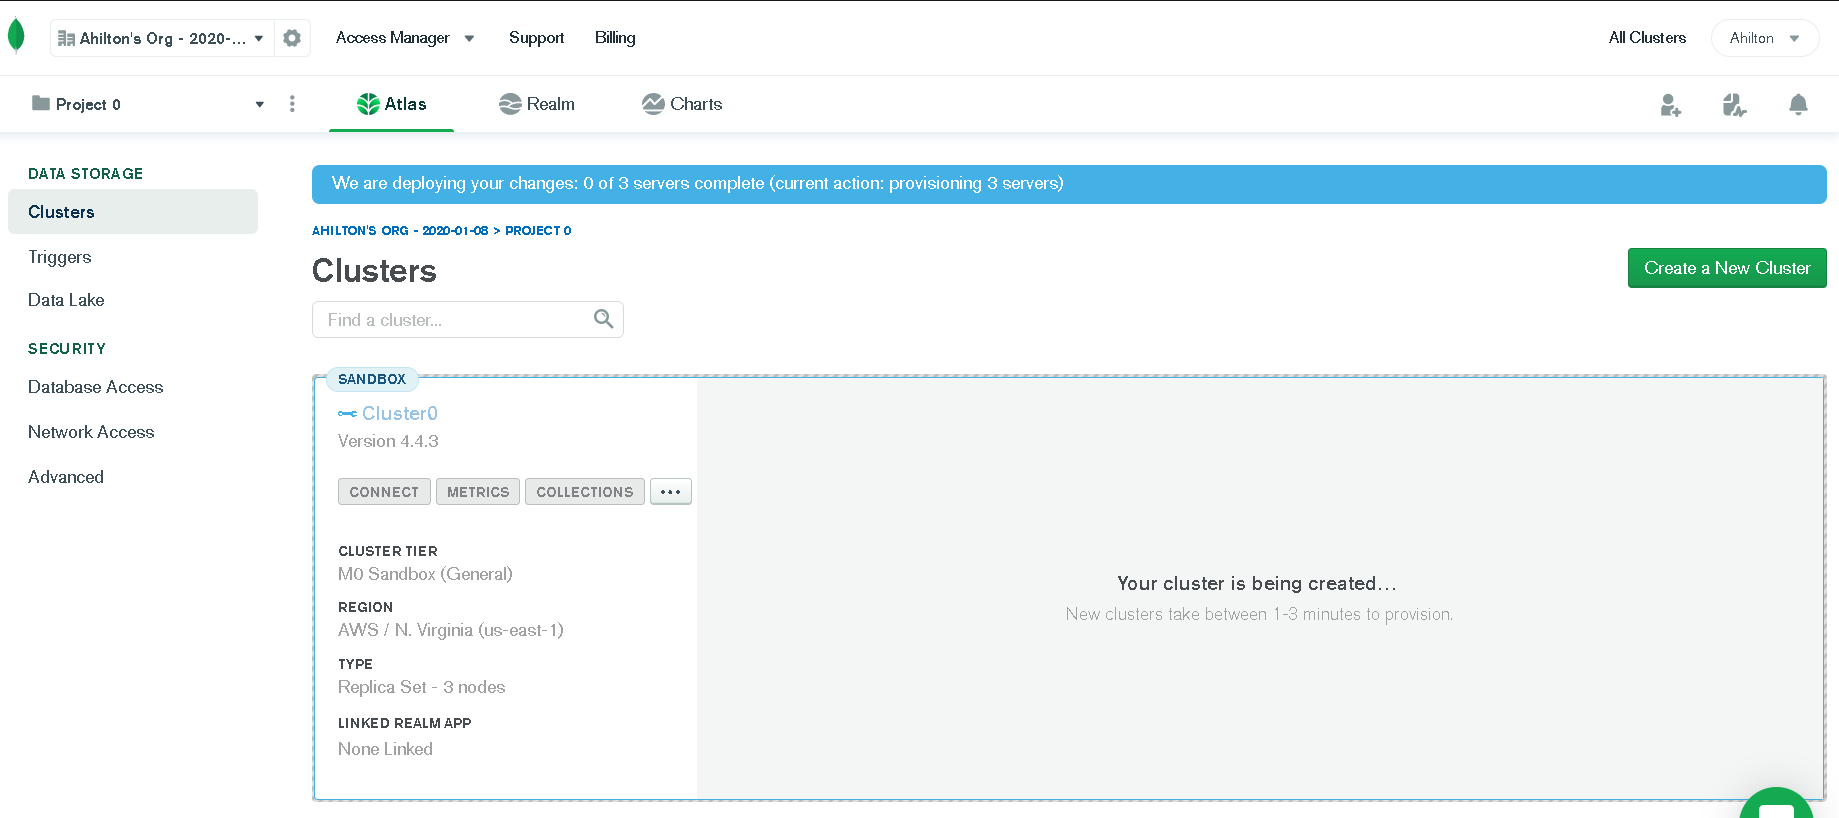 Ahilton's Org - 2020-...
Access Manager
Support
Billing
All Clusters
Ahilton
Project 0
Atlas
Realm
Charts
DATA STORAGE
Clusters
Triggers
Data Lake
SECURITY
Database Access
Network Access
Advanced
We are deploying your changes: 0 of 3 servers complete (current action: provisioning 3 servers)
AHILTON'S ORG - 2020-01-08 > PROJECT 0
Clusters
Create a New Cluster
Find a cluster...
SANDBOX
Cluster0
Version 4.4.3
CONNECT
METRICS
COLLECTIONS
...
CLUSTER TIER
M0 Sandbox (General)
REGION
AWS / N. Virginia (us-east-1)
TYPE
Replica Set - 3 nodes
LINKED REALM APP
None Linked
Your cluster is being created...
New clusters take between 1-3 minutes to provision.